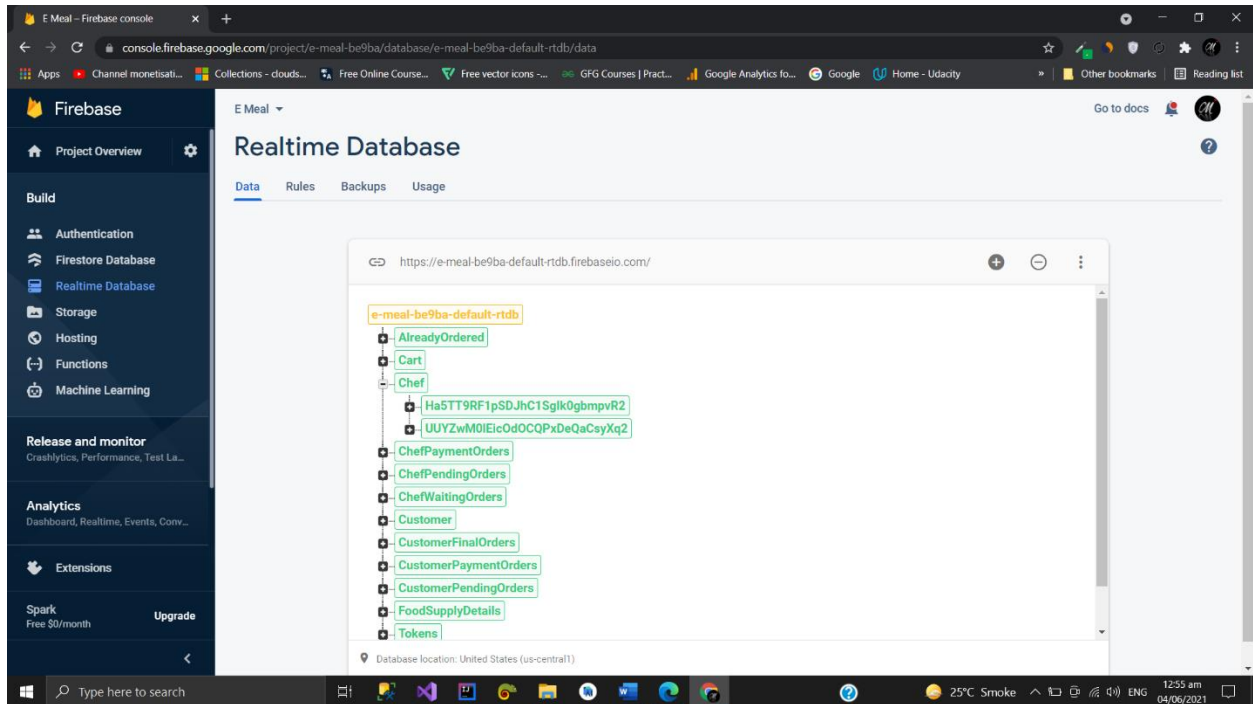 E Meal – Firebase console
console.firebase.google.com/project/e-meal-be9ba/database/e-meal-be9ba-default-rtdb/data
Apps Channel monetisati... Collections - clouds... Free Online Course... Free vector icons -... GFG Courses | Pract... Google Analytics fo... Google Home - Udacity » Other bookmarks Reading list
Firebase
E Meal
Go to docs
Project Overview
Realtime Database
Data Rules Backups Usage
Build
Authentication
Firestore Database
Realtime Database
Storage
Hosting
Functions
Machine Learning
Release and monitor
Crashlytics, Performance, Test La...
Analytics
Dashboard, Realtime, Events, Conv...
Extensions
Spark
Free $0/month
Upgrade
https://e-meal-be9ba-default-rtdb.firebaseio.com/
e-meal-be9ba-default-rtdb
AlreadyOrdered
Cart
Chef
Ha5TT9RF1pSDJhC1Sglk0gbmpvR2
UUYZwM0IEicOdOCQPxDeQaCsyXq2
ChefPaymentOrders
ChefPendingOrders
ChefWaitingOrders
Customer
CustomerFinalOrders
CustomerPaymentOrders
CustomerPendingOrders
FoodSupplyDetails
Tokens
Database location: United States (us-central1)
Type here to search
25°C Smoke
ENG
12:55 am
04/06/2021